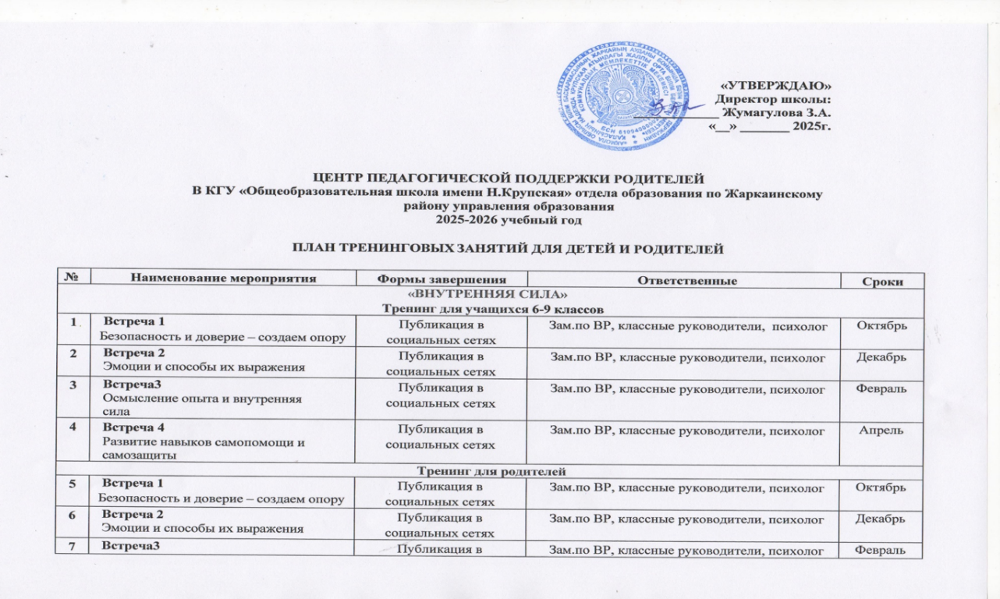 «УТВЕРЖДАЮ»
Директор школы:
____________ Жумагулова З.А.
«__» ________ 2025г.
ЦЕНТР ПЕДАГОГИЧЕСКОЙ ПОДДЕРЖКИ РОДИТЕЛЕЙ
В КГУ «Общеобразовательная школа имени Н.Крупская» отдела образования по Жаркаинскому
району управления образования
2025-2026 учебный год
ПЛАН ТРЕНИНГОВЫХ ЗАНЯТИЙ ДЛЯ ДЕТЕЙ И РОДИТЕЛЕЙ
№ Наименование мероприятия Формы завершения Ответственные Сроки
«ВНУТРЕННЯЯ СИЛА»
Тренинг для учащихся 6-9 классов
1 Встреча 1 Публикация в Зам.по ВР, классные руководители, психолог Октябрь
Безопасность и доверие – создаем опору социальных сетях
2 Встреча 2 Публикация в Зам.по ВР, классные руководители, психолог Декабрь
Эмоции и способы их выражения социальных сетях
3 Встреча3 Публикация в Зам.по ВР, классные руководители, психолог Февраль
Осмысление опыта и внутренняя социальных сетях
сила
4 Встреча 4 Публикация в Зам.по ВР, классные руководители, психолог Апрель
Развитие навыков самопомощи и социальных сетях
самозащиты
Тренинг для родителей
5 Встреча 1 Публикация в Зам.по ВР, классные руководители, психолог Октябрь
Безопасность и доверие – создаем опору социальных сетях
6 Встреча 2 Публикация в Зам.по ВР, классные руководители, психолог Декабрь
Эмоции и способы их выражения социальных сетях
7 Встреча3 Публикация в Зам.по ВР, классные руководители, психолог Февраль